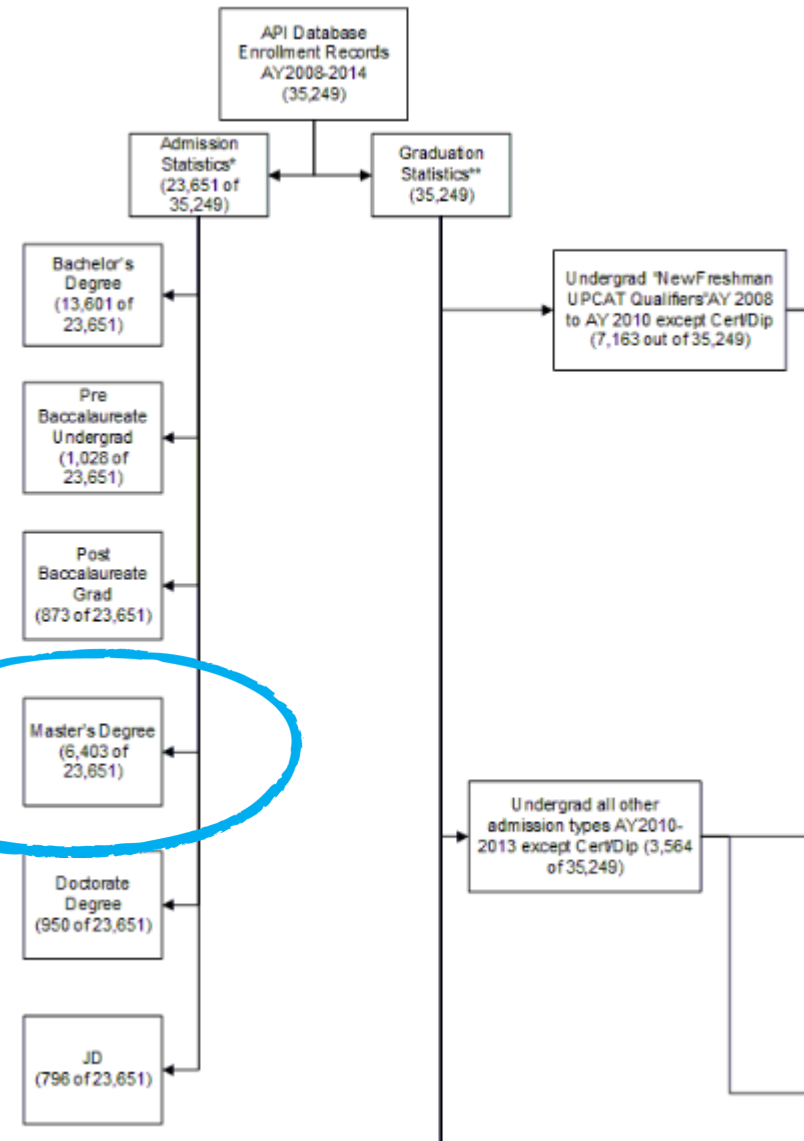 API Database
Enrollment Records
AY2008-2014
(35,249)
Admission
Statistics*
(23,651 of
35,249)
Graduation
Statistics**
(35,249)
Bachelor's
Degree
(13,601 of
23,651)
Undergrad "NewFreshman
UPCAT Qualifiers"AY 2008
to AY 2010 except Cert/Dip
(7,163 out of 35,249)
Pre
Baccalaureate
Undergrad
(1,028 of
23,651)
Post
Baccalaureate
Grad
(873 of 23,651)
Master's Degree
(6,403 of
23,651)
Undergrad all other
admission types AY2010-
2013 except Cert/Dip (3,564
of 35,249)
Doctorate
Degree
(950 of 23,651)
JD
(796 of 23,651)